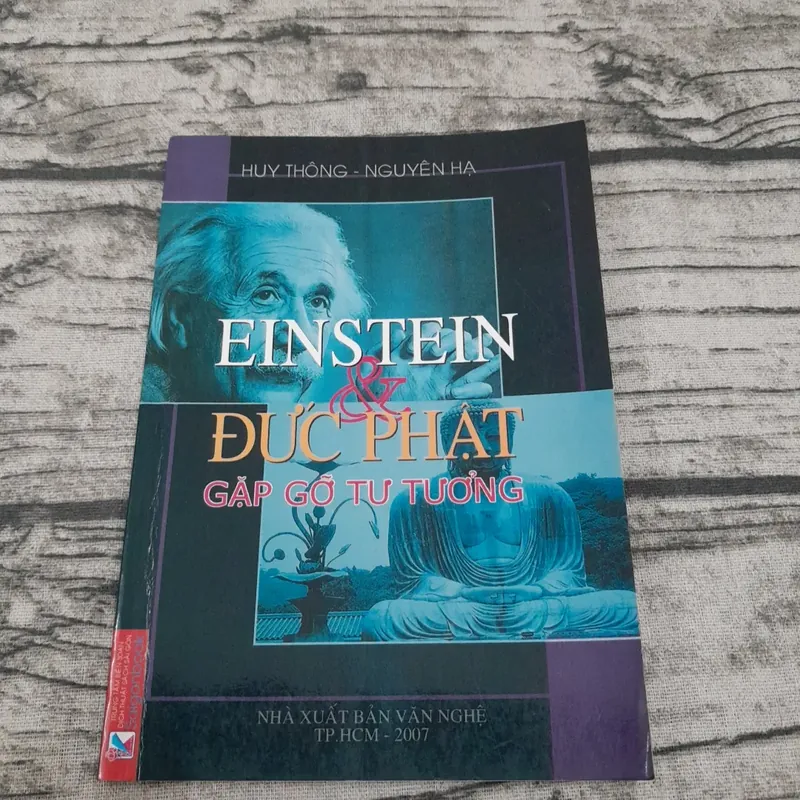 HUY THÔNG - NGUYÊN HẠ
EINSTEIN
&
ĐỨC PHẬT
GẶP GỠ TƯ TƯỞNG
NHÀ XUẤT BẢN VĂN NGHỆ
TP.HCM - 2007